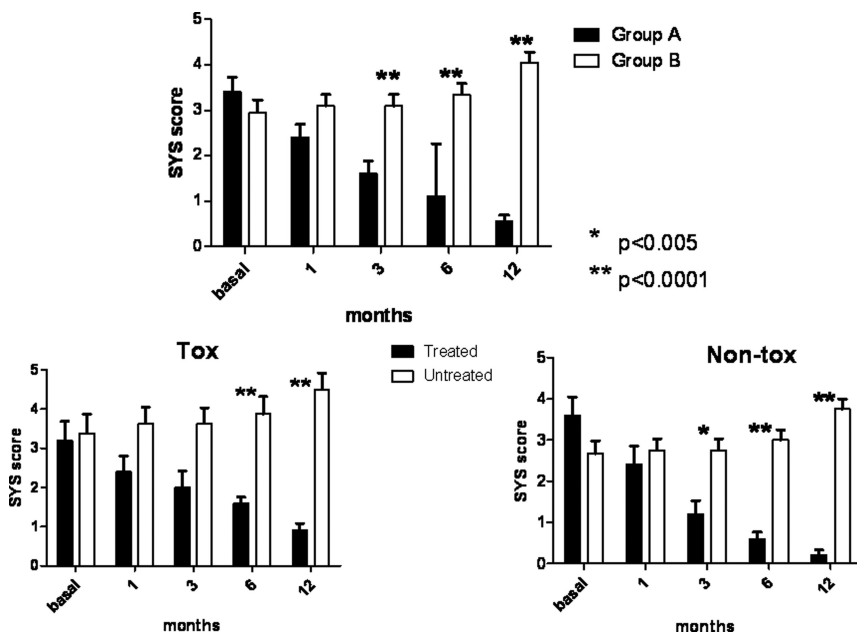 5
4
3
2
1
0
SYS score
**
**
**
basal
1
3
6
12
months
Group A
Group B
* p<0.005
** p<0.0001
Tox
5
4
3
2
1
0
SYS score
**
**
basal
1
3
6
12
months
Treated
Untreated
Non-tox
5
4
3
2
1
0
SYS score
*
**
**
basal
1
3
6
12
months